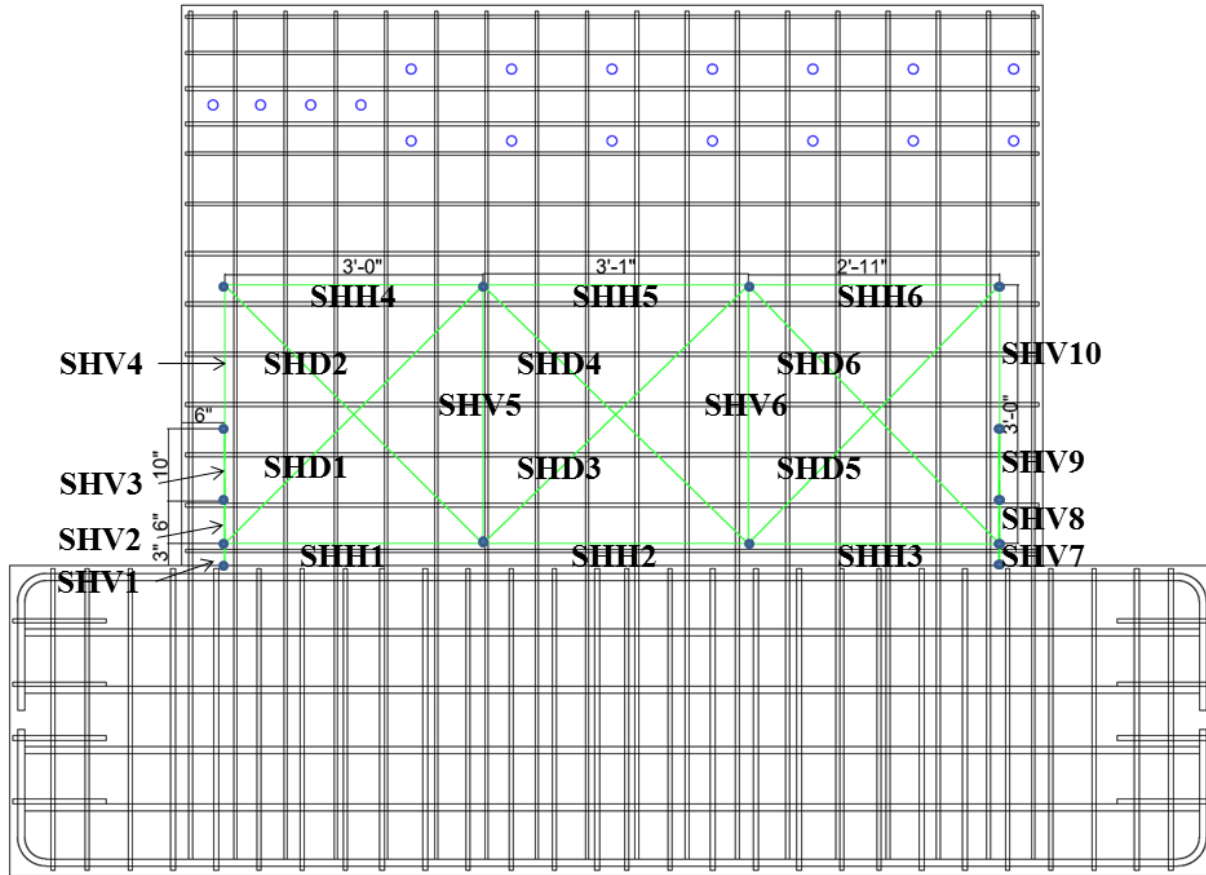 3'-0" 3'-1" 2'-11"
SHH4 SHH5 SHH6
SHV4 SHD2 SHD4 SHD6 SHV10
6" SHV5 SHV6 3'-0"
SHV3 10" SHD1 SHD3 SHD5 SHV9
SHV2 6" SHV8
SHV1 3" SHH1 SHH2 SHH3 SHV7